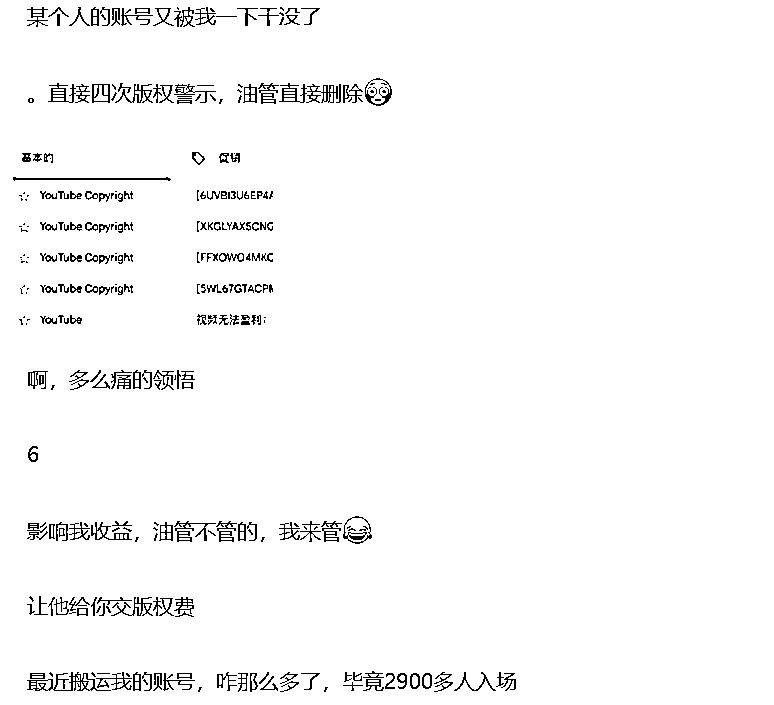 某个人的账号又被我一下干没了
。直接四次版权警示，油管直接删除😳
基本的 促销
☆ YouTube Copyright [6UVBI3U6EP4A
☆ YouTube Copyright [XKGLYAX5CNG
☆ YouTube Copyright [FFXOWO4MKC
☆ YouTube Copyright [5WL67GTACPM
☆ YouTube 视频无法盈利：
啊，多么痛的领悟
6
影响我收益，油管不管的，我来管😂
让他给你交版权费
最近搬运我的账号，咋那么多了，毕竟2900多人入场